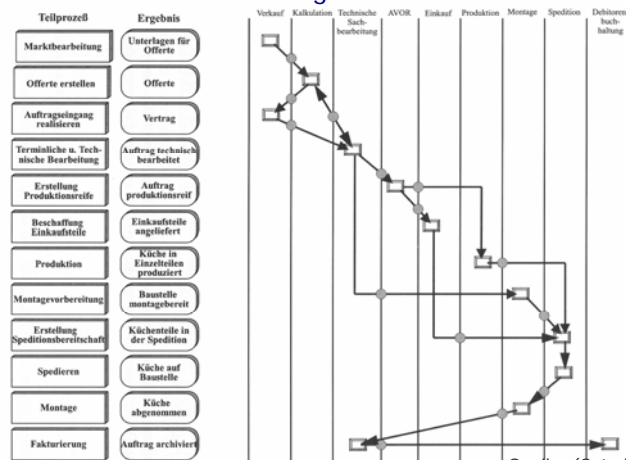 Teilprozeß
Ergebnis
Verkauf
Kalkulation
Technische
Sach-
bearbeitung
AVOR
Einkauf
Produktion
Montage
Spedition
Debitoren
buch-
haltung
Marktbearbeitung
Unterlagen für
Offerte
Offerte erstellen
Offerte
Auftragseingang
realisieren
Vertrag
Terminliche u. Tech-
nische Bearbeitung
Auftrag technisch
bearbeitet
Erstellung
Produktionsreife
Auftrag
produktionsreif
Beschaffung
Einkaufsteile
Einkaufsteile
angeliefert
Produktion
Küche in
Einzelteilen
produziert
Montagevorbereitung
Baustelle
montagebereit
Erstellung
Speditionsbereitschaft
Küchenteile in
der Spedition
Spedieren
Küche auf
Baustelle
Montage
Küche
abgenommen
Fakturierung
Auftrag archiviert